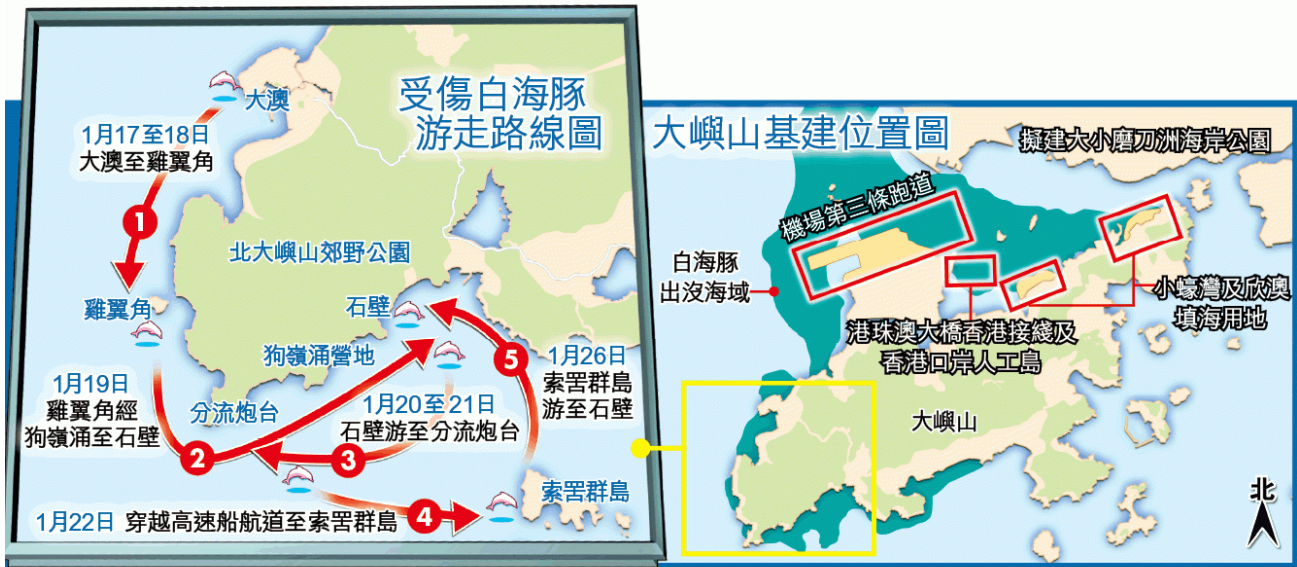 受傷白海豚
游走路線圖
大澳
1月17至18日
大澳至雞翼角
1
北大嶼山郊野公園
雞翼角
石壁
狗嶺涌營地
分流炮台
1月19日
雞翼角經
狗嶺涌至石壁
2
1月20至21日
石壁游至分流炮台
3
1月22日 穿越高速船航道至索罟群島
4
5
1月26日
索罟群島
游至石壁
索罟群島
大嶼山基建位置圖
擬建大小磨刀洲海岸公園
機場第三條跑道
白海豚
出沒海域
小蠔灣及欣澳
填海用地
港珠澳大橋香港接綫及
香港口岸人工島
大嶼山
北